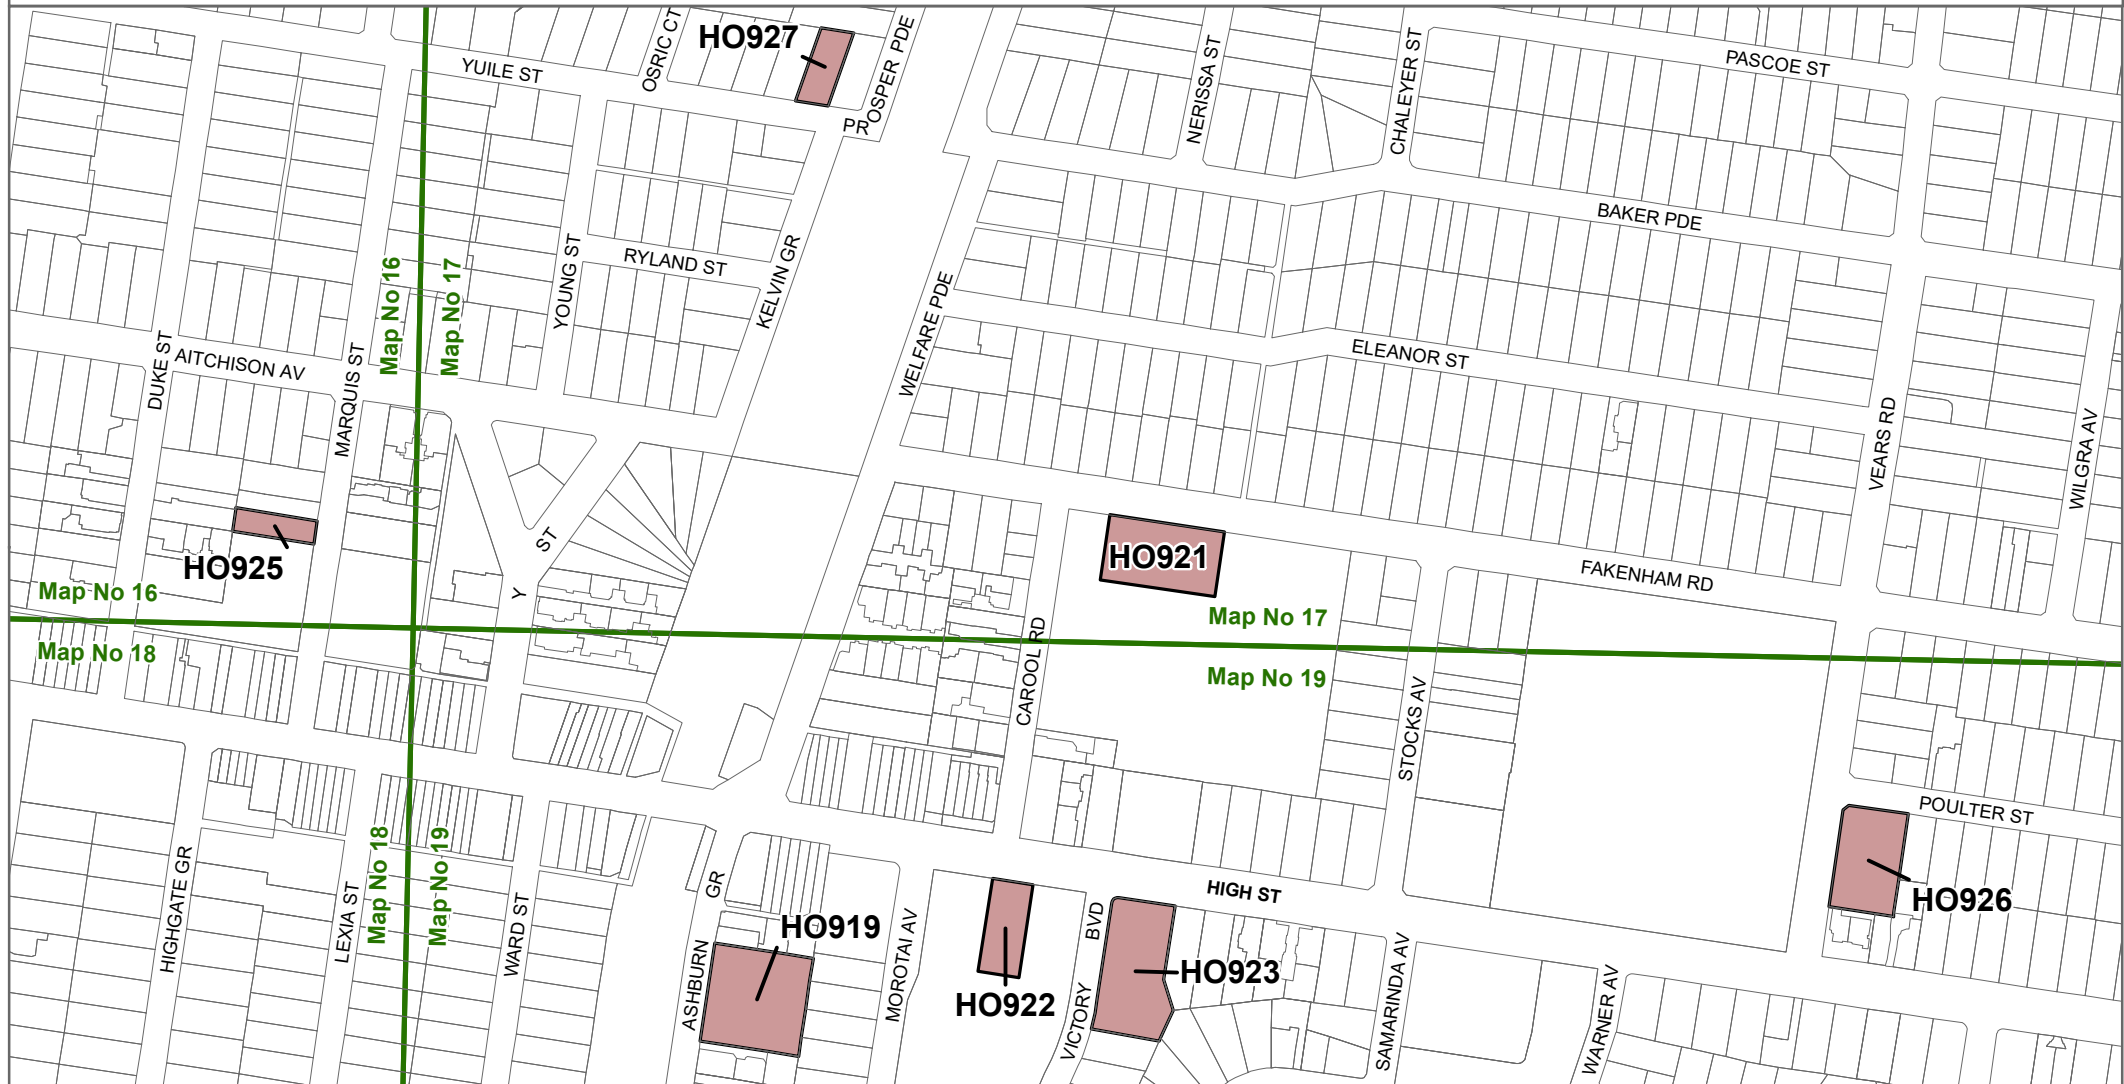 HO927
OSRIC CT
PROSPER PDE
YUILE ST
NERISSA ST
CHALEYER ST
PASCOE ST
BAKER PDE
YOUNG ST
RYLAND ST
KELVIN GR
Map No 16
Map No 17
WELFARE PDE
ELEANOR ST
DUKE ST
AITCHISON AV
MARQUIS ST
VEARS RD
WILGRA AV
HO925
Y ST
HO921
FAKENHAM RD
Map No 16
Map No 17
Map No 18
Map No 19
CAROOL RD
STOCKS AV
POULTER ST
HIGHGATE GR
LEXIA ST
Map No 18
Map No 19
WARD ST
ASHBURN GR
HO919
MOROTAI AV
HIGH ST
HO922
VICTORY BVD
HO923
SAMARINDA AV
WARNER AV
HO926